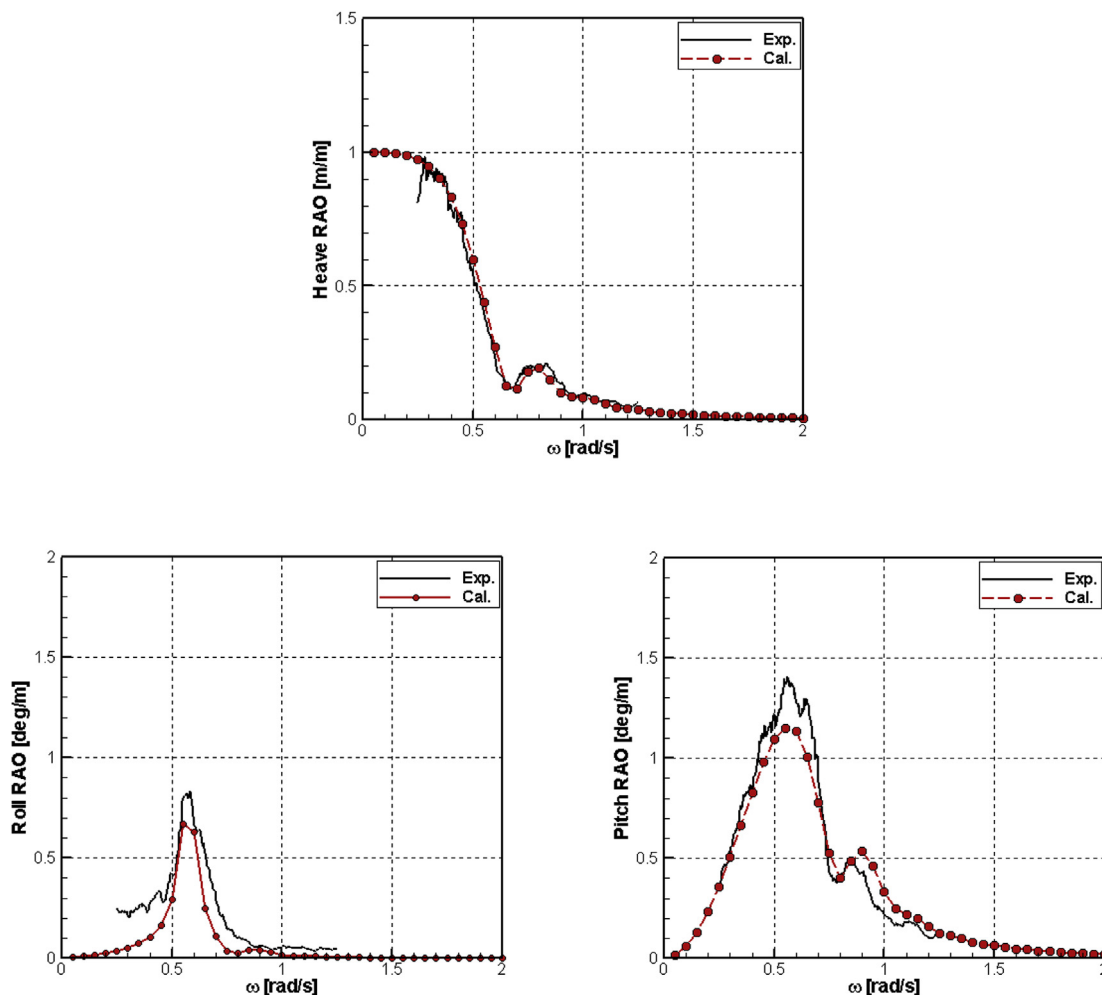 1.5
Exp.
Cal.
1
0.5
0
Heave RAO [m/m]
0 0.5 1 1.5 2
ω [rad/s]
2
Exp.
Cal.
1.5
1
0.5
0
Roll RAO [deg/m]
0 0.5 1 1.5 2
ω [rad/s]
2
Exp.
Cal.
1.5
1
0.5
0
Pitch RAO [deg/m]
0 0.5 1 1.5 2
ω [rad/s]